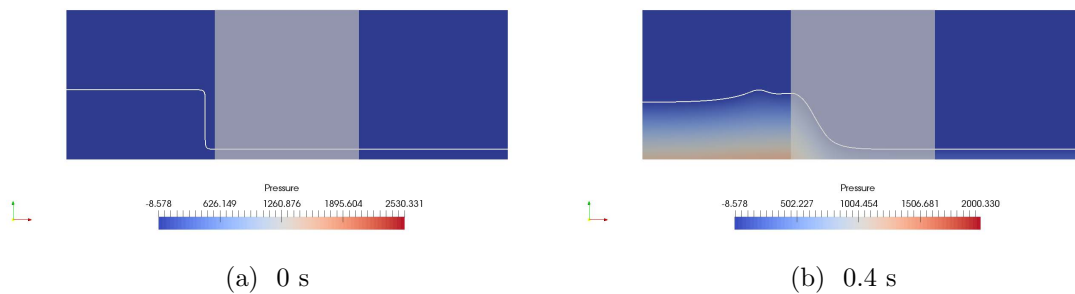 Pressure
-8.578 626.149 1260.876 1895.604 2530.331
(a) 0 s
Pressure
-8.578 502.227 1004.454 1506.681 2000.330
(b) 0.4 s